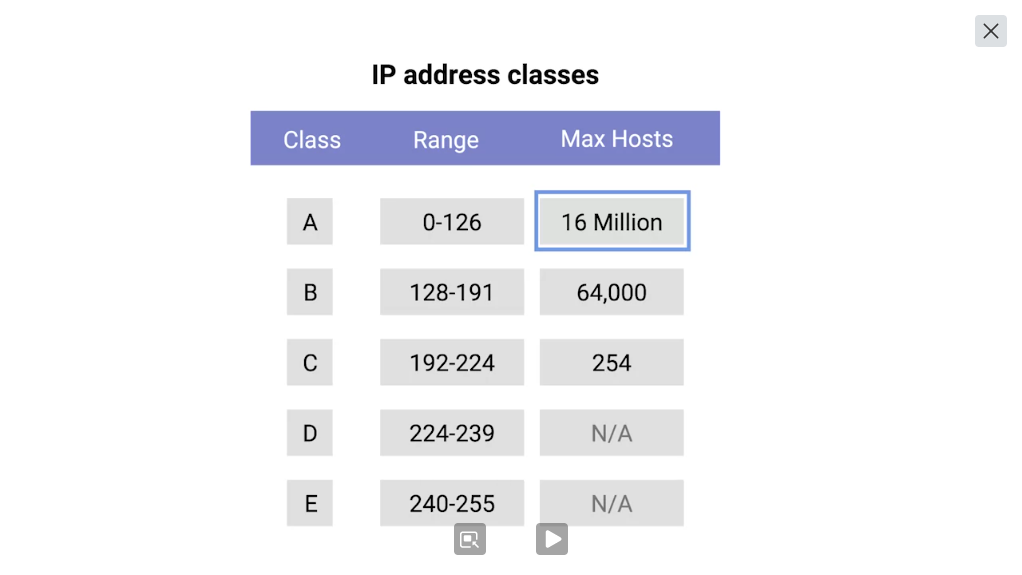 IP address classes
Class Range Max Hosts
A 0-126 16 Million
B 128-191 64,000
C 192-224 254
D 224-239 N/A
E 240-255 N/A